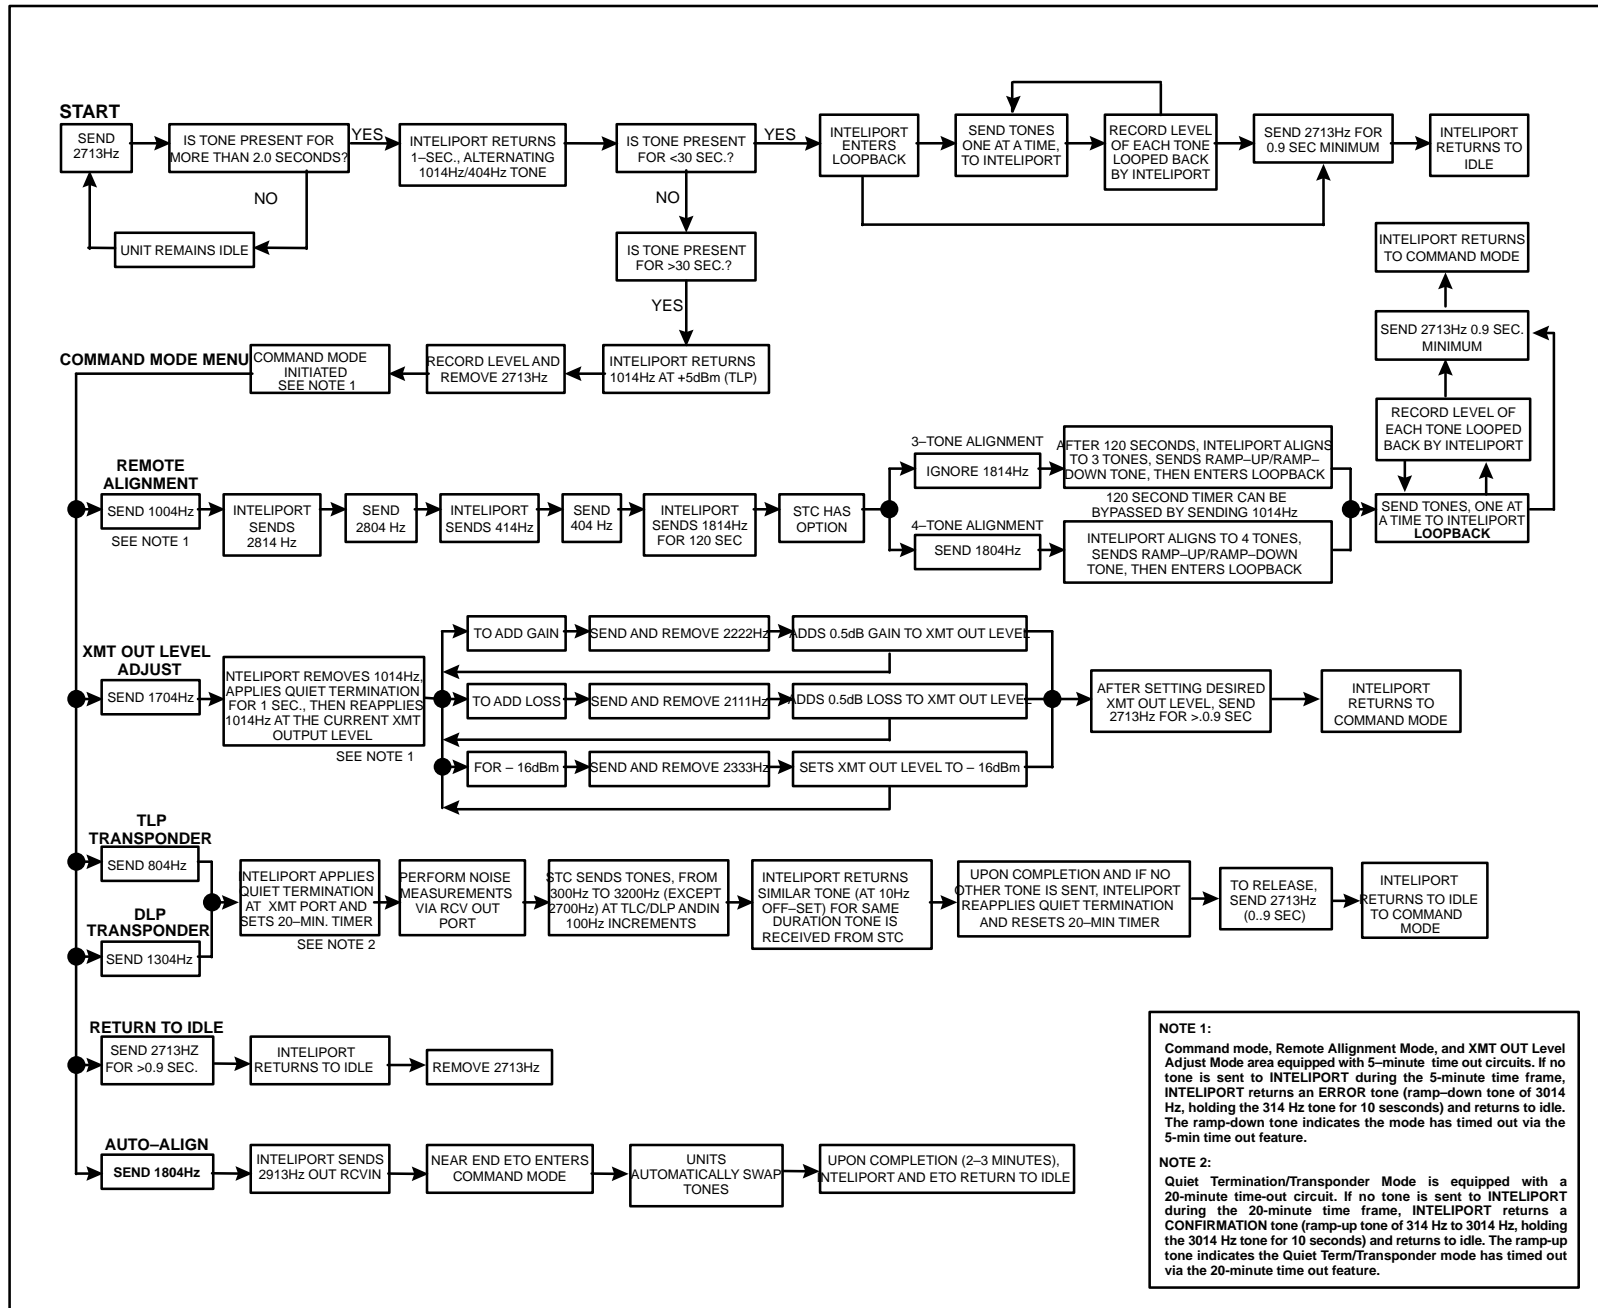 START
SEND
2713Hz
IS TONE PRESENT FOR
MORE THAN 2.0 SECONDS?
YES
NO
UNIT REMAINS IDLE
INTELIPORT RETURNS
1–SEC., ALTERNATING
1014Hz/404Hz TONE
IS TONE PRESENT
FOR <30 SEC.?
YES
NO
INTELIPORT
ENTERS
LOOPBACK
SEND TONES
ONE AT A TIME,
TO INTELIPORT
RECORD LEVEL
OF EACH TONE
LOOPED BACK
BY INTELIPORT
SEND 2713Hz FOR
0.9 SEC MINIMUM
INTELIPORT
RETURNS TO
IDLE
IS TONE PRESENT
FOR >30 SEC.?
YES
INTELIPORT RETURNS
1014Hz AT +5dBm (TLP)
RECORD LEVEL AND
REMOVE 2713Hz
COMMAND MODE
INITIATED
SEE NOTE 1
COMMAND MODE MENU
INTELIPORT RETURNS
TO COMMAND MODE
SEND 2713Hz 0.9 SEC.
MINIMUM
RECORD LEVEL OF
EACH TONE LOOPED
BACK BY INTELIPORT
REMOTE
ALIGNMENT
SEND 1004Hz
SEE NOTE 1
INTELIPORT
SENDS
2814 Hz
SEND
2804 Hz
INTELIPORT
SENDS 414Hz
SEND
404 Hz
INTELIPORT
SENDS 1814Hz
FOR 120 SEC
STC HAS
OPTION
3–TONE ALIGNMENT
IGNORE 1814Hz
AFTER 120 SECONDS, INTELIPORT ALIGNS
TO 3 TONES, SENDS RAMP–UP/RAMP–
DOWN TONE, THEN ENTERS LOOPBACK
120 SECOND TIMER CAN BE
BYPASSED BY SENDING 1014Hz
4–TONE ALIGNMENT
SEND 1804Hz
INTELIPORT ALIGNS TO 4 TONES,
SENDS RAMP–UP/RAMP–DOWN
TONE, THEN ENTERS LOOPBACK
SEND TONES, ONE AT
A TIME TO INTELIPORT
LOOPBACK
XMT OUT LEVEL
ADJUST
SEND 1704Hz
NTELIPORT REMOVES 1014Hz,
APPLIES QUIET TERMINATION
FOR 1 SEC., THEN REAPPLIES
1014Hz AT THE CURRENT XMT
OUTPUT LEVEL
SEE NOTE 1
TO ADD GAIN
SEND AND REMOVE 2222Hz
ADDS 0.5dB GAIN TO XMT OUT LEVEL
TO ADD LOSS
SEND AND REMOVE 2111Hz
ADDS 0.5dB LOSS TO XMT OUT LEVEL
FOR – 16dBm
SEND AND REMOVE 2333Hz
SETS XMT OUT LEVEL TO – 16dBm
AFTER SETTING DESIRED
XMT OUT LEVEL, SEND
2713Hz FOR >.0.9 SEC
INTELIPORT
RETURNS TO
COMMAND MODE
TLP
TRANSPONDER
SEND 804Hz
DLP
TRANSPONDER
SEND 1304Hz
INTELIPORT APPLIES
QUIET TERMINATION
AT XMT PORT AND
SETS 20–MIN. TIMER
SEE NOTE 2
PERFORM NOISE
MEASUREMENTS
VIA RCV OUT
PORT
STC SENDS TONES, FROM
300Hz TO 3200Hz (EXCEPT
2700Hz) AT TLC/DLP ANDIN
100Hz INCREMENTS
INTELIPORT RETURNS
SIMILAR TONE (AT 10Hz
OFF–SET) FOR SAME
DURATION TONE IS
RECEIVED FROM STC
UPON COMPLETION AND IF NO
OTHER TONE IS SENT, INTELIPORT
REAPPLIES QUIET TERMINATION
AND RESETS 20–MIN TIMER
TO RELEASE,
SEND 2713Hz
(0..9 SEC)
INTELIPORT
RETURNS TO IDLE
TO COMMAND
MODE
RETURN TO IDLE
SEND 2713HZ
FOR >0.9 SEC.
INTELIPORT
RETURNS TO IDLE
REMOVE 2713Hz
AUTO–ALIGN
SEND 1804Hz
INTELIPORT SENDS
2913Hz OUT RCVIN
NEAR END ETO ENTERS
COMMAND MODE
UNITS
AUTOMATICALLY SWAP
TONES
UPON COMPLETION (2–3 MINUTES),
INTELIPORT AND ETO RETURN TO IDLE
NOTE 1:
Command mode, Remote Allignment Mode, and XMT OUT Level
Adjust Mode area equipped with 5–minute time out circuits. If no
tone is sent to INTELIPORT during the 5-minute time frame,
INTELIPORT returns an ERROR tone (ramp–down tone of 3014
Hz, holding the 314 Hz tone for 10 sesconds) and returns to idle.
The ramp-down tone indicates the mode has timed out via the
5-min time out feature.
NOTE 2:
Quiet Termination/Transponder Mode is equipped with a
20-minute time-out circuit. If no tone is sent to INTELIPORT
during the 20-minute time frame, INTELIPORT returns a
CONFIRMATION tone (ramp-up tone of 314 Hz to 3014 Hz, holding
the 3014 Hz tone for 10 seconds) and returns to idle. The ramp-up
tone indicates the Quiet Term/Transponder mode has timed out
via the 20-minute time out feature.